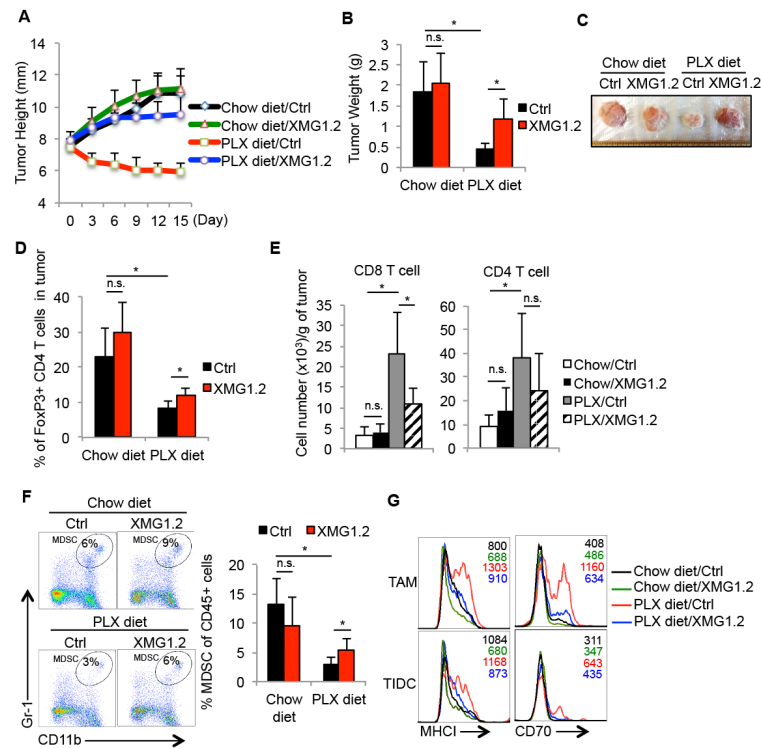 A
Tumor Height (mm)
14
12
10
8
6
4
0 3 6 9 12 15 (Day)
Chow diet/Ctrl
Chow diet/XMG1.2
PLX diet/Ctrl
PLX diet/XMG1.2
B
Tumor Weight (g)
3
2.5
2
1.5
1
0.5
0
*
n.s.
*
Ctrl
XMG1.2
Chow diet PLX diet
C
Chow diet PLX diet
Ctrl XMG1.2 Ctrl XMG1.2
D
% of FoxP3+ CD4 T cells in tumor
40
30
20
10
0
*
n.s.
*
Ctrl
XMG1.2
Chow diet PLX diet
E
Cell number (x10³)/g of tumor
CD8 T cell
35
30
25
20
15
10
5
0
*
*
n.s.
CD4 T cell
60
50
40
30
20
10
0
*
n.s.
n.s.
Chow/Ctrl
Chow/XMG1.2
PLX/Ctrl
PLX/XMG1.2
F
Chow diet
Ctrl XMG1.2
MDSC 6%
MDSC 9%
PLX diet
Ctrl XMG1.2
MDSC 3%
MDSC 6%
Gr-1
CD11b
Ctrl XMG1.2
% MDSC of CD45+ cells
20
15
10
5
0
*
n.s.
*
Chow
diet
PLX diet
G
TAM
800
688
1303
910
408
486
1160
634
TIDC
1084
680
1168
873
311
347
643
435
MHCI
CD70
Chow diet/Ctrl
Chow diet/XMG1.2
PLX diet/Ctrl
PLX diet/XMG1.2